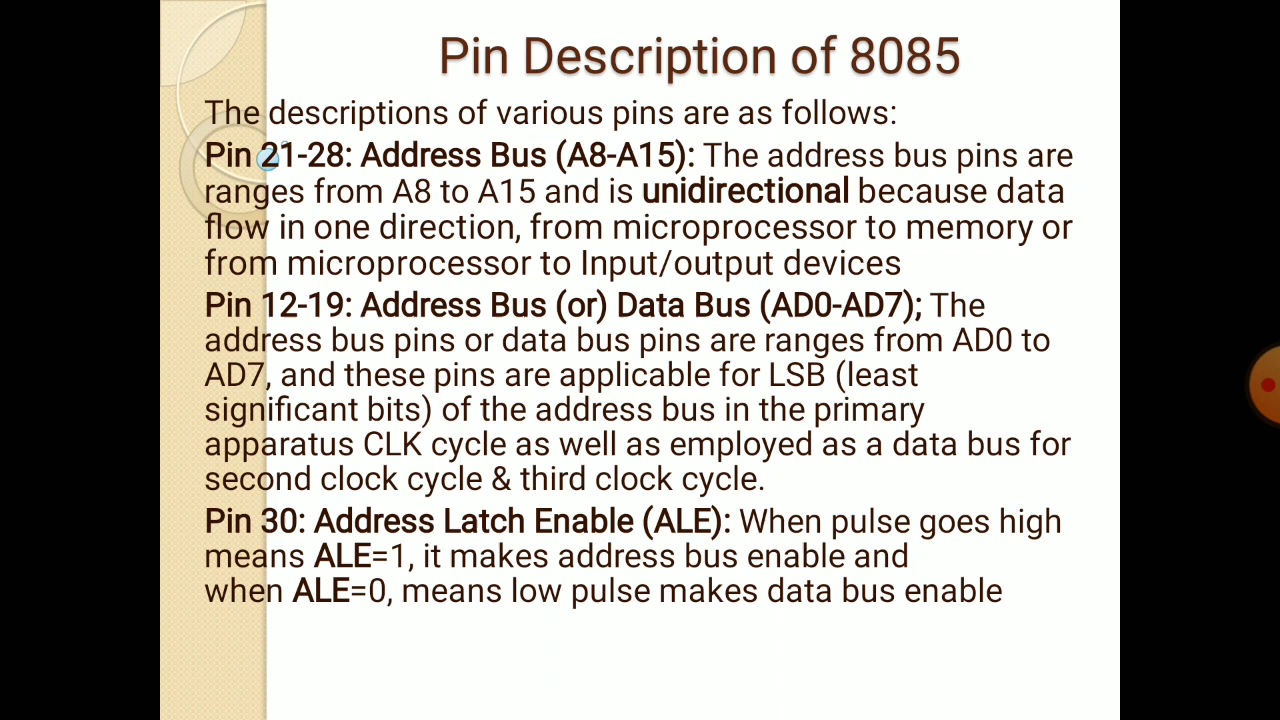 Pin Description of 8085
The descriptions of various pins are as follows:
Pin 21-28: Address Bus (A8-A15): The address bus pins are
ranges from A8 to A15 and is unidirectional because data
flow in one direction, from microprocessor to memory or
from microprocessor to Input/output devices
Pin 12-19: Address Bus (or) Data Bus (AD0-AD7); The
address bus pins or data bus pins are ranges from AD0 to
AD7, and these pins are applicable for LSB (least
significant bits) of the address bus in the primary
apparatus CLK cycle as well as employed as a data bus for
second clock cycle & third clock cycle.
Pin 30: Address Latch Enable (ALE): When pulse goes high
means ALE=1, it makes address bus enable and
when ALE=0, means low pulse makes data bus enable